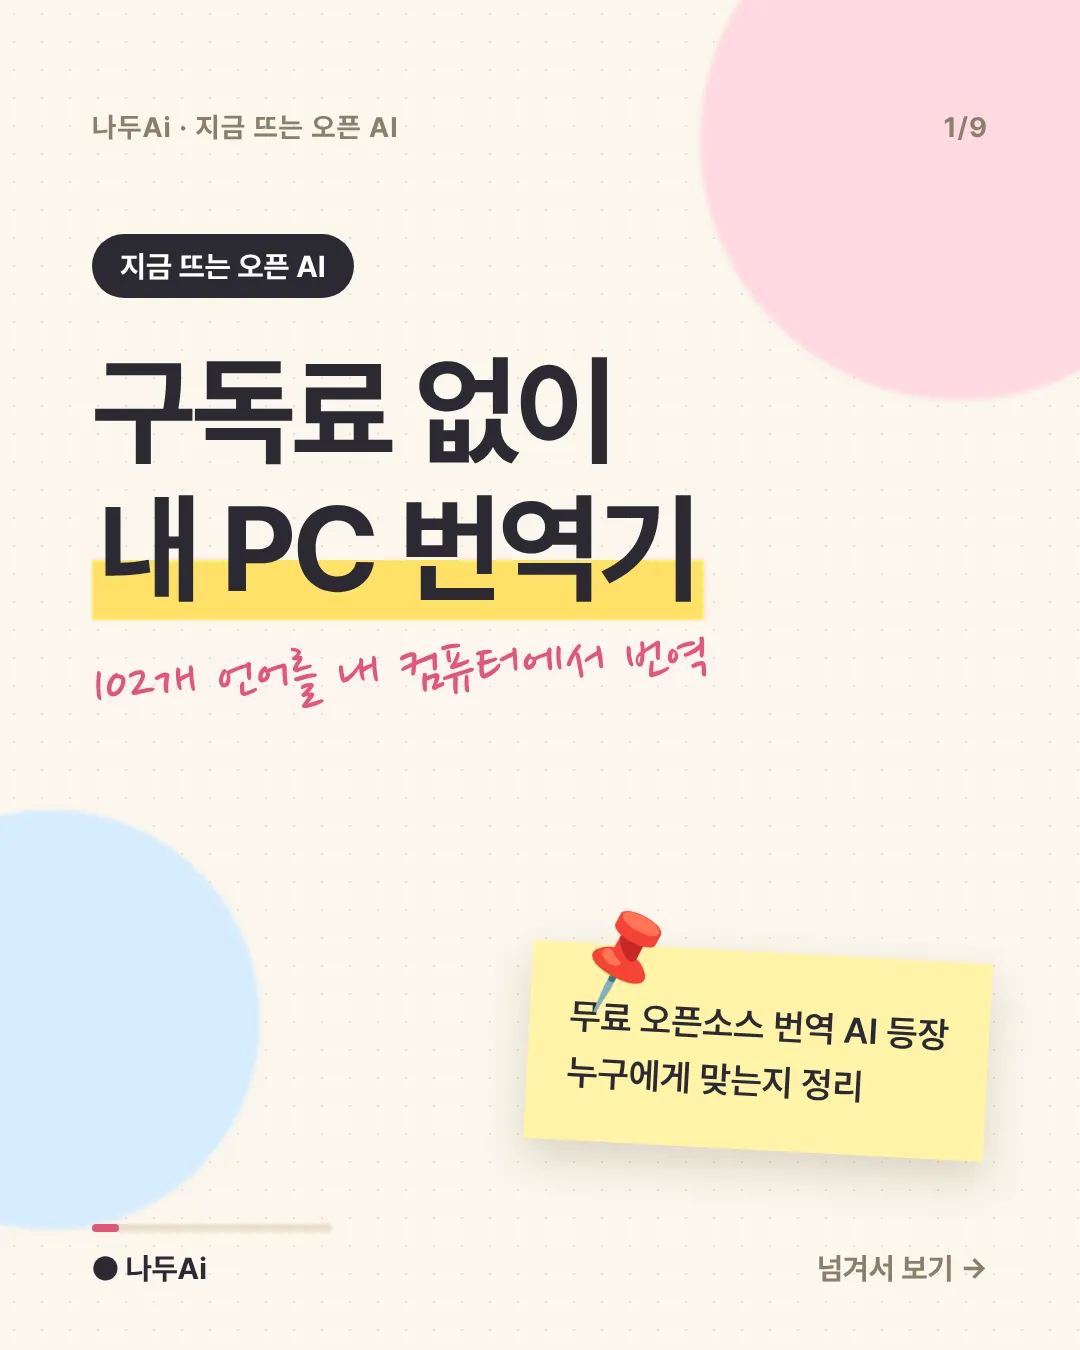 나두Ai · 지금 뜨는 오픈 AI
1/9
지금 뜨는 오픈 AI
구독료 없이
내 PC 번역기
102개 언어를 내 컴퓨터에서 번역
무료 오픈소스 번역 AI 등장
누구에게 맞는지 정리
나두Ai
넘겨서 보기 →